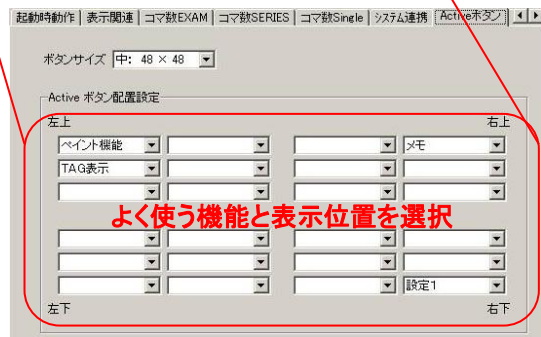 起動時動作 表示関連 コマ数EXAM コマ数SERIES コマ数Single システム連携 Activeボタン
ボタンサイズ 中: 48 × 48
Active ボタン配置設定
左上 右上
ペイント機能 メモ
TAG表示
よく使う機能と表示位置を選択
設定1
左下 右下